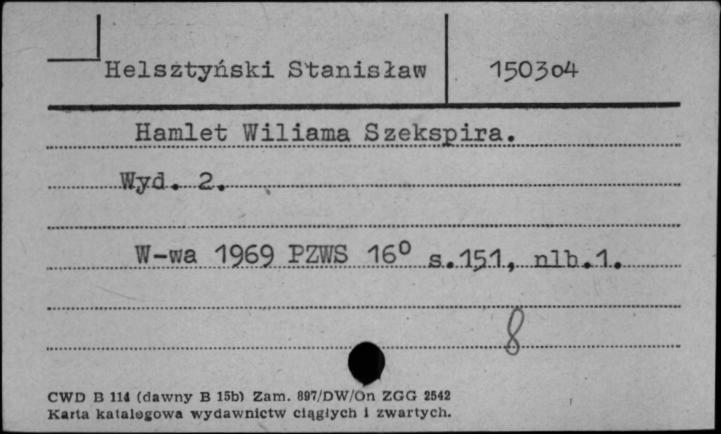 Helsztyński Stanisław 150304
Hamlet Wiliama Szekspira.
Wyd. 2.
W-wa 1969 PZWS 16° s.151, nlb.1.
8
CWD B 114 (dawny B 15b) Zam. 897/DW/On ZGG 2542
Karta katalogowa wydawnictw ciągłych i zwartych.